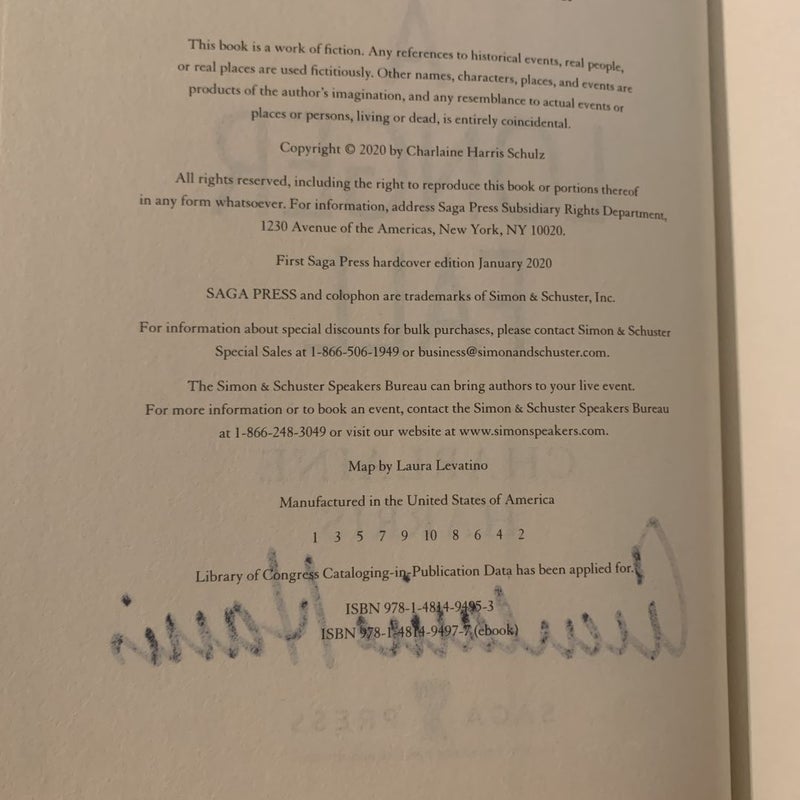 This book is a work of fiction. Any references to historical events, real people,
or real places are used fictitiously. Other names, characters, places, and events are
products of the author's imagination, and any resemblance to actual events or
places or persons, living or dead, is entirely coincidental.
Copyright © 2020 by Charlaine Harris Schulz
All rights reserved, including the right to reproduce this book or portions thereof
in any form whatsoever. For information, address Saga Press Subsidiary Rights Department,
1230 Avenue of the Americas, New York, NY 10020.
First Saga Press hardcover edition January 2020
SAGA PRESS and colophon are trademarks of Simon & Schuster, Inc.
For information about special discounts for bulk purchases, please contact Simon & Schuster
Special Sales at 1-866-506-1949 or business@simonandschuster.com.
The Simon & Schuster Speakers Bureau can bring authors to your live event.
For more information or to book an event, contact the Simon & Schuster Speakers Bureau
at 1-866-248-3049 or visit our website at www.simonspeakers.com.
Map by Laura Levatino
Manufactured in the United States of America
1 3 5 7 9 10 8 6 4 2
Library of Congress Cataloging-in-Publication Data has been applied for.
ISBN 978-1-4814-9495-3
ISBN 978-1-4814-9497-7 (ebook)